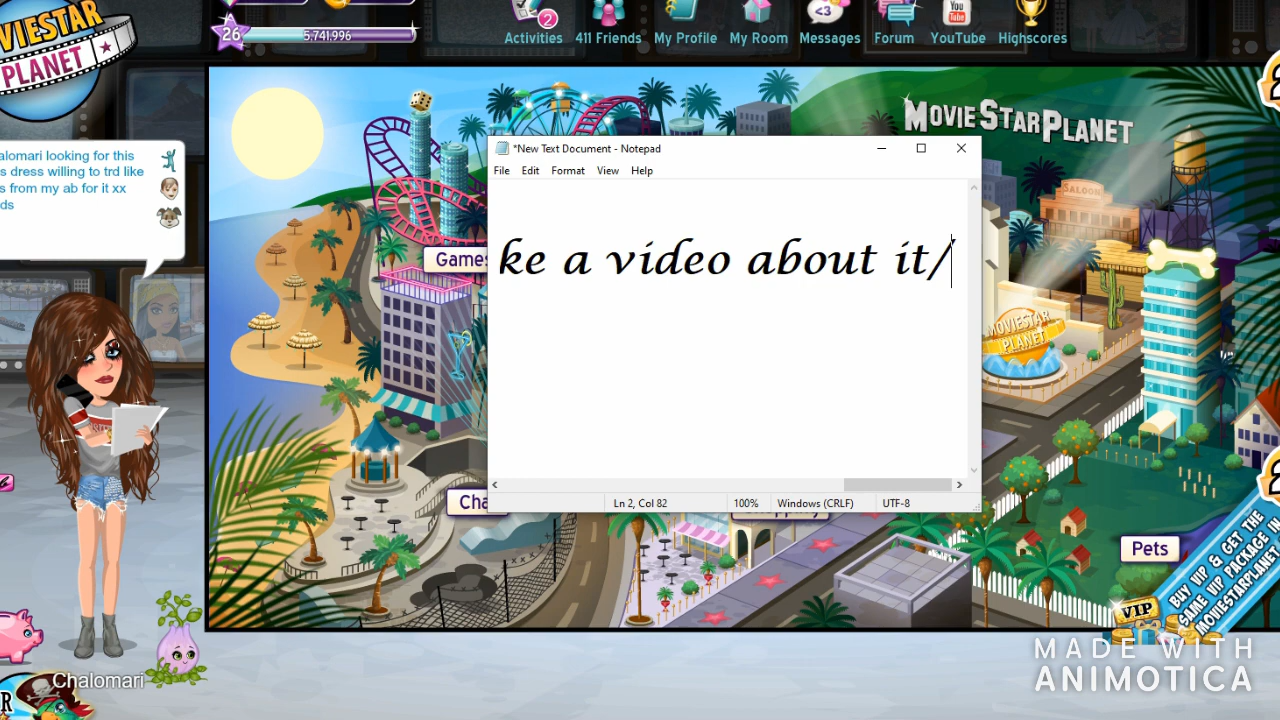 MOVIESTAR
PLANET
26
5,741,996
2
Activities
411 Friends
<3
My Profile
My Room
Messages
Forum
You
Tube
YouTube
Highscores
alomari looking for this
s dress willing to trd like
s from my ab for it xx
ds
MOVIESTARPLANET
*New Text Document - Notepad
File Edit Format View Help
ke a video about it/
Ln 2, Col 82
100%
Windows (CRLF)
UTF-8
Games
Cha
SALOON
MOVIESTAR
PLANET
Pets
VIP
BUY VIP & GET THE
SAME VIP PACKAGE IN
MOVIESTARPLANET
Chalomari
MADE WITH
ANIMOTICA